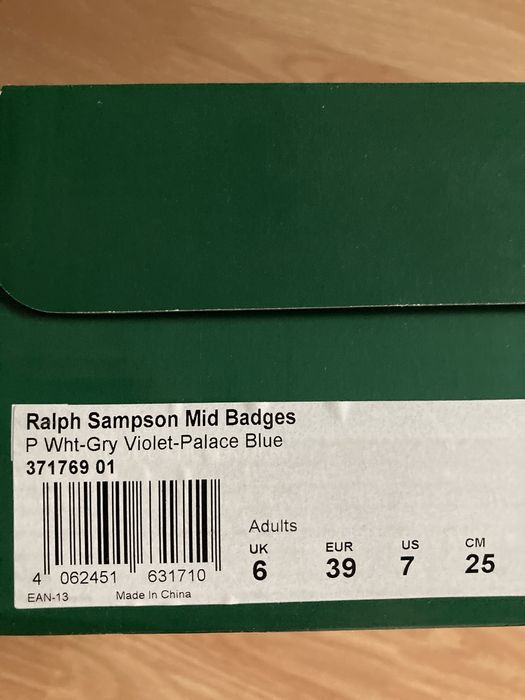 Ralph Sampson Mid Badges
P Wht-Gry Violet-Palace Blue
371769 01
4 062451 631710
EAN-13 Made In China
Adults
UK EUR US CM
6 39 7 25